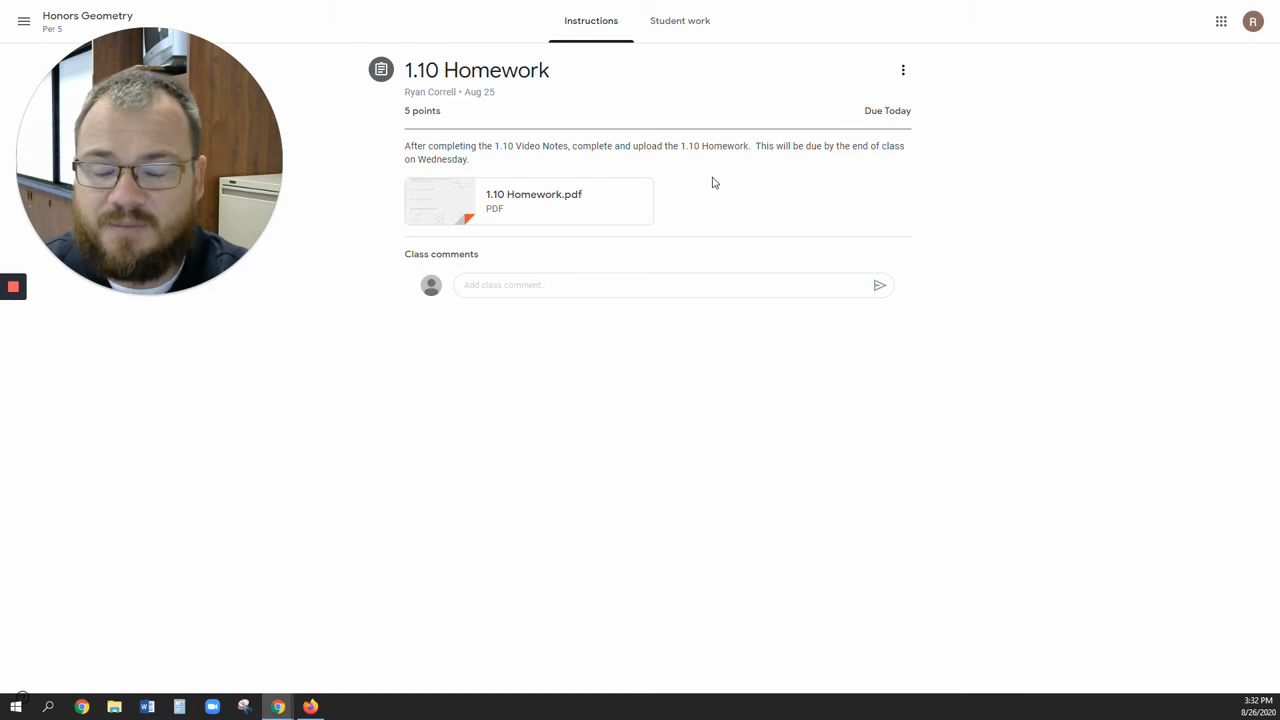 Honors Geometry
Per 5
Instructions
Student work
R
1.10 Homework
Ryan Correll • Aug 25
5 points
Due Today
After completing the 1.10 Video Notes, complete and upload the 1.10 Homework.  This will be due by the end of class
on Wednesday.
1.10 Homework.pdf
PDF
Class comments
Add class comment...
3:32 PM
8/26/2020